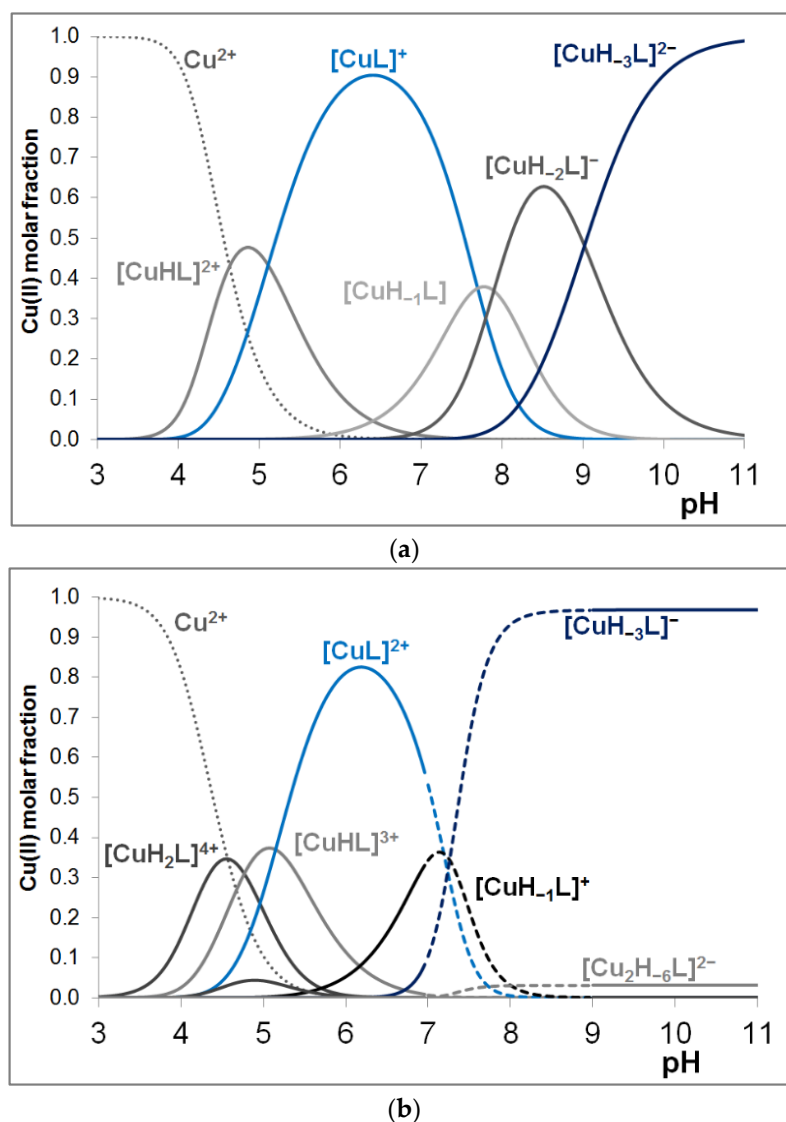 1.0
0.9
0.8
0.7
0.6
0.5
0.4
0.3
0.2
0.1
0.0
Cu(II) molar fraction
Cu²⁺
[CuL]⁺
[CuH₋₃L]²⁻
[CuH₋₂L]⁻
[CuHL]²⁺
[CuH₋₁L]
3 4 5 6 7 8 9 10 11
pH
(a)
1.0
0.9
0.8
0.7
0.6
0.5
0.4
0.3
0.2
0.1
0.0
Cu(II) molar fraction
Cu²⁺
[CuL]²⁺
[CuH₋₃L]⁻
[CuH₂L]⁴⁺
[CuHL]³⁺
[CuH₋₁L]⁺
[Cu₂H₋₆L]²⁻
3 4 5 6 7 8 9 10 11
pH
(b)